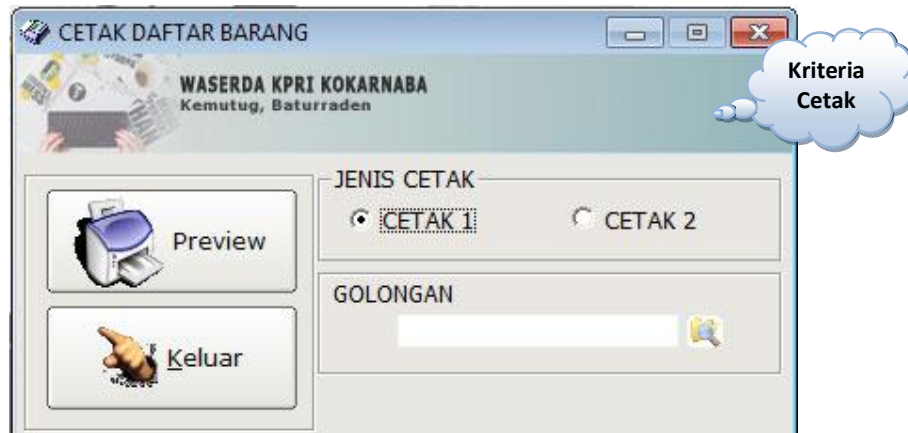 CETAK DAFTAR BARANG
WASERDA KPRI KOKARNABA
Kemutug, Baturraden
Kriteria
Cetak
JENIS CETAK
CETAK 1
CETAK 2
Preview
GOLONGAN
Keluar